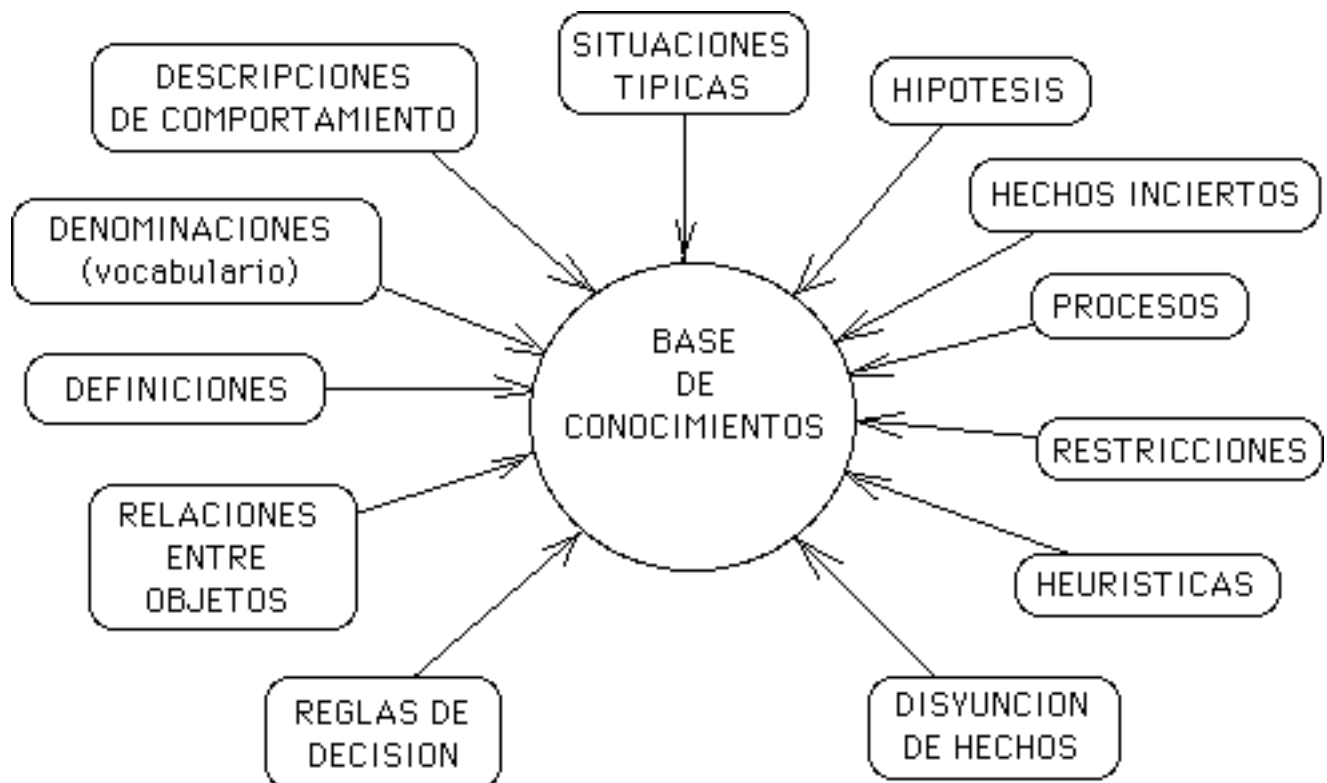 SITUACIONES
TIPICAS
DESCRIPCIONES
DE COMPORTAMIENTO
HIPOTESIS
HECHOS INCIERTOS
DENOMINACIONES
(vocabulario)
PROCESOS
BASE
DE
CONOCIMIENTOS
DEFINICIONES
RESTRICCIONES
RELACIONES
ENTRE
OBJETOS
HEURISTICAS
REGLAS DE
DECISION
DISYUNCION
DE HECHOS